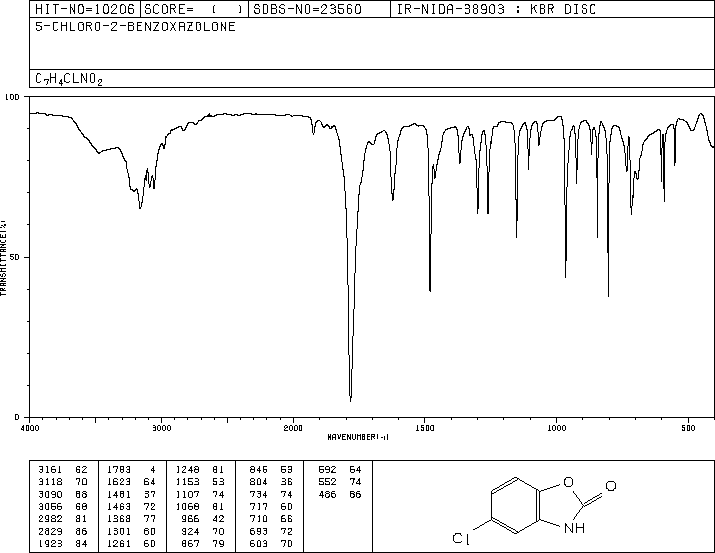 HIT-NO=10206 SCORE= ( ) SDBS-NO=23560 IR-NIDA-38903 : KBR DISC
5-CHLORO-2-BENZOXAZOLONE
C7H4CLNO2
100
50
0
TRANSMITTANCE(%)
4000 3000 2000 1500 1000 500
WAVENUMBER(-1)
3161 62 1783 4 1248 81 846 53 592 64
3118 70 1623 64 1153 53 804 36 552 74
3090 68 1481 37 1107 74 734 74 486 86
3056 68 1463 72 1068 81 717 60
2982 81 1368 77 966 42 710 66
2829 86 1301 60 924 70 693 72
1923 84 1261 60 867 79 603 70
O
O
NH
Cl